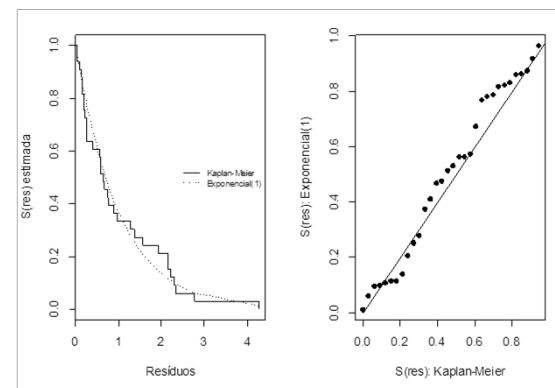 S(res) estimada
1.0
0.8
0.6
0.4
0.2
0.0
Kaplan-Meier
Exponencial(1)
0 1 2 3 4
Resíduos
S(res): Exponencial(1)
1.0
0.8
0.6
0.4
0.2
0.0
0.0 0.2 0.4 0.6 0.8
S(res): Kaplan-Meier